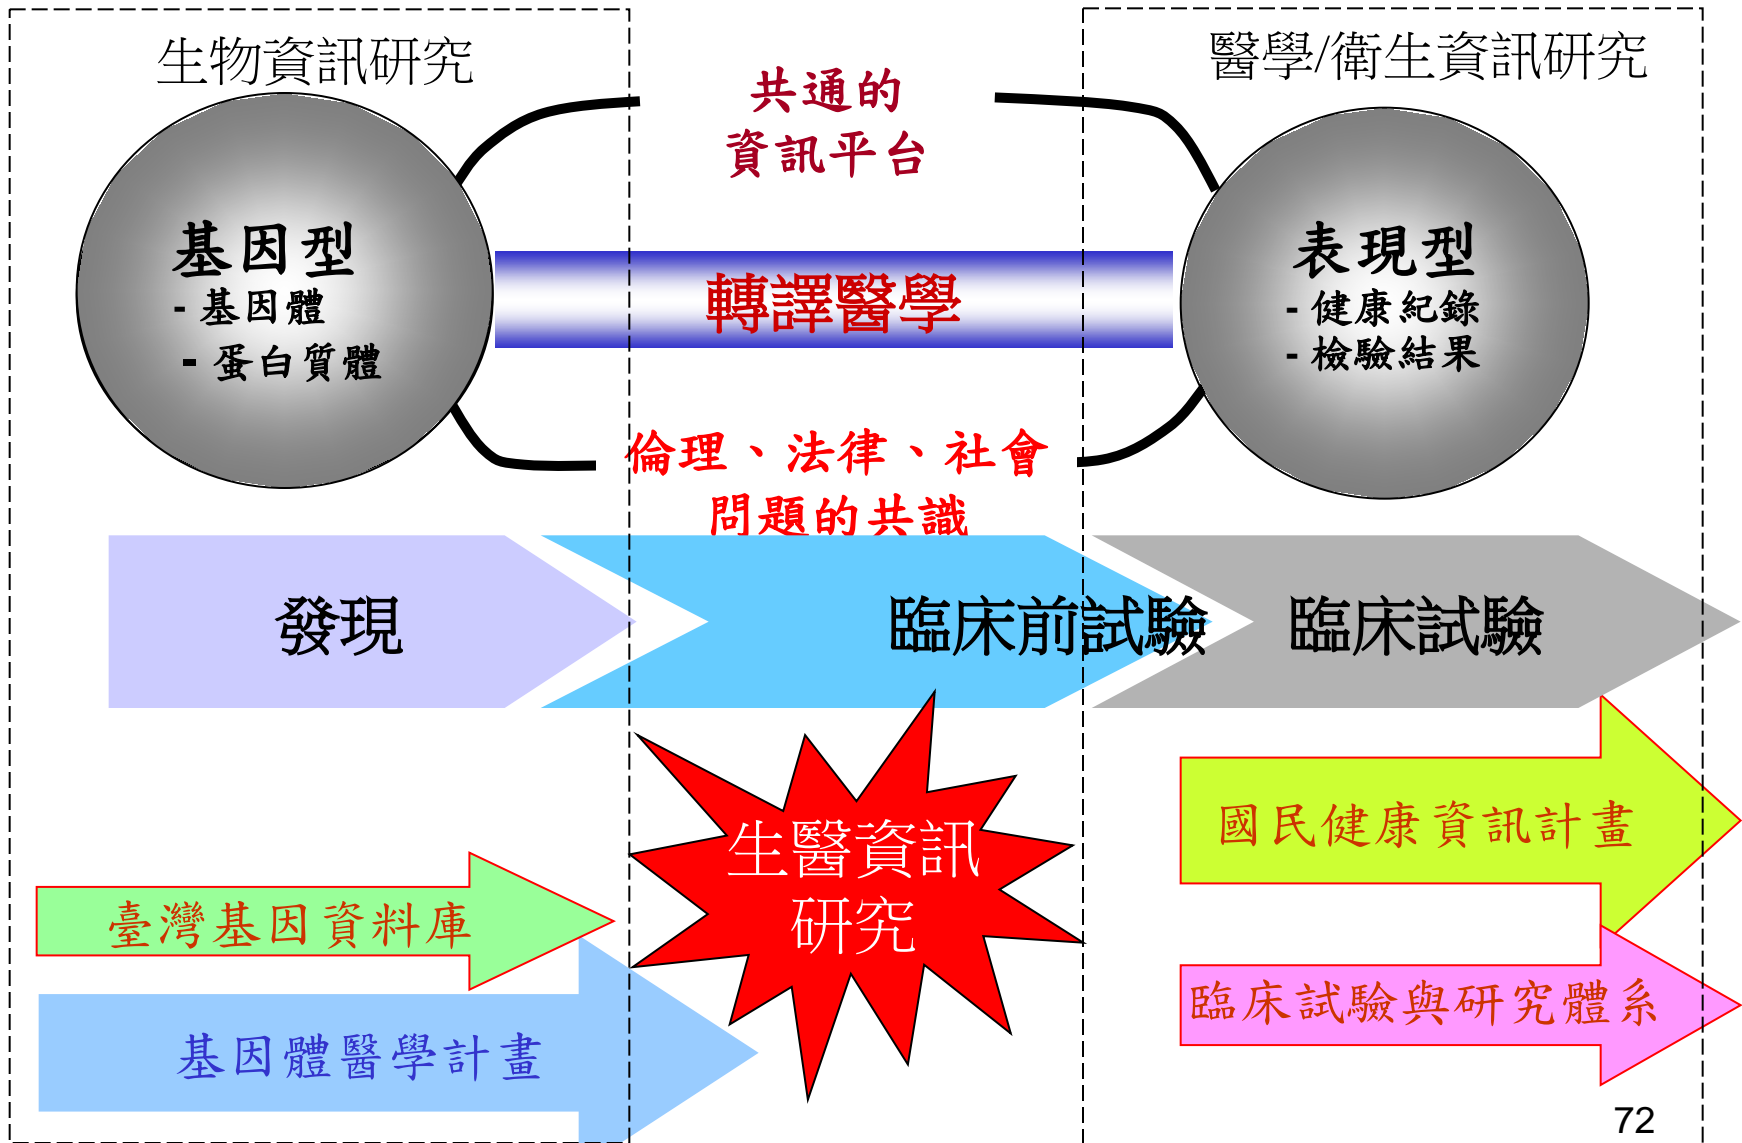 生物資訊研究
醫學/衛生資訊研究
共通的
資訊平台
基因型
- 基因體
- 蛋白質體
轉譯醫學
表現型
- 健康紀錄
- 檢驗結果
倫理、法律、社會
問題的共識
發現
臨床前試驗
臨床試驗
生醫資訊
研究
國民健康資訊計畫
臺灣基因資料庫
臨床試驗與研究體系
基因體醫學計畫
72